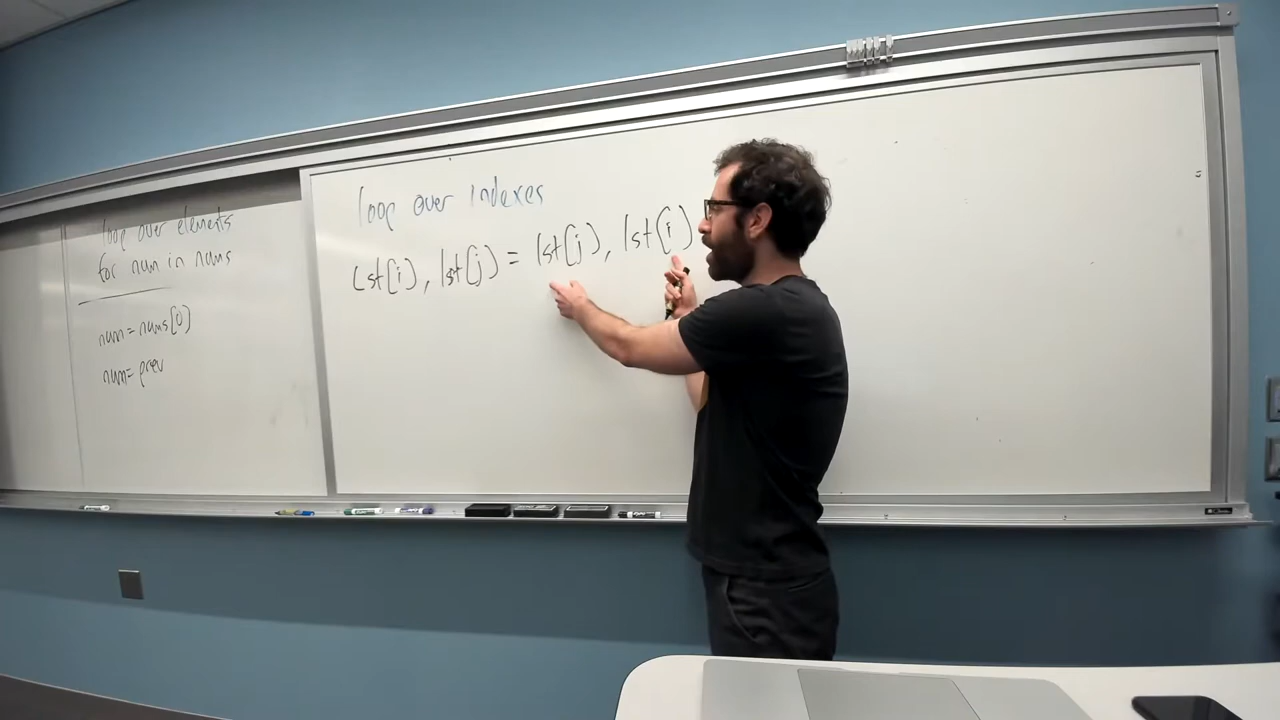 loop over elements
for num in nums
num = nums[0]
num = prev
loop over indexes
lst[i], lst[j] = lst[j], lst[i]